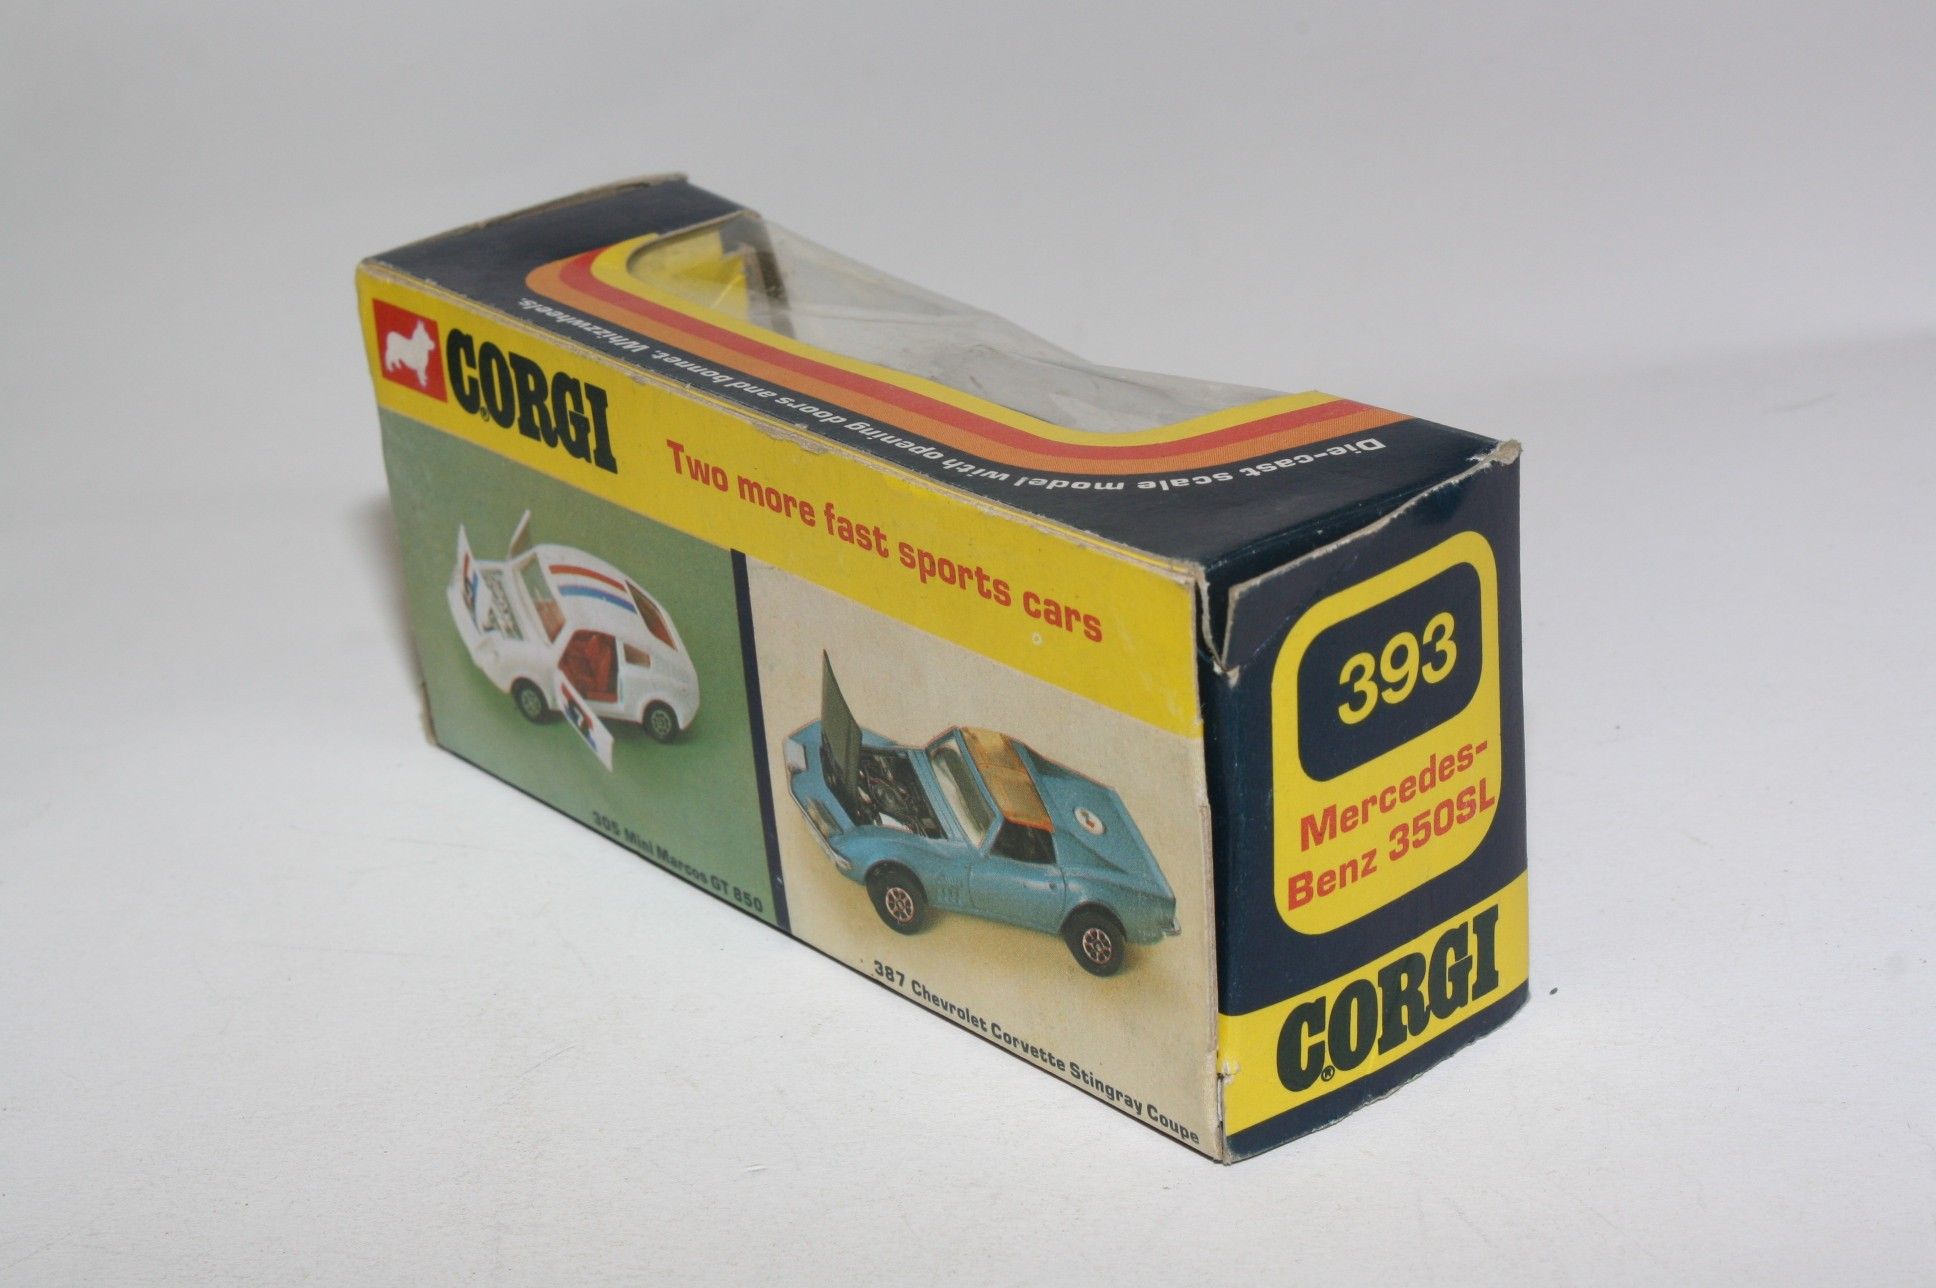 CORGI
Two more fast sports cars
305 Mini Marcos GT 850
387 Chevrolet Corvette Stingray Coupe
Die-cast scale model with opening doors and bonnet. Whizzwheels.
393
Mercedes-
Benz 350SL
CORGI
®